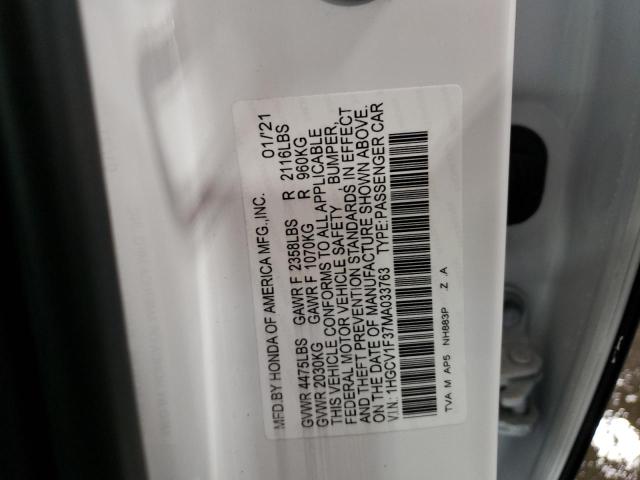 MFD.BY HONDA OF AMERICA MFG.,INC. 01/'21
GVWR 4475LBS GAWR F 2358LBS R 2116LBS
GVWR 2030KG GAWR F 1070KG R 960KG
THIS VEHICLE CONFORMS TO ALL APPLICABLE
FEDERAL MOTOR VEHICLE SAFETY , BUMPER,
AND THEFT PREVENTION STANDARDS IN EFFECT
ON THE DATE OF MANUFACTURE SHOWN ABOVE.
V.I.N.: 1HGCV1F37MA033763 TYPE:PASSENGER CAR
TVA M AP5 NH883P Z A